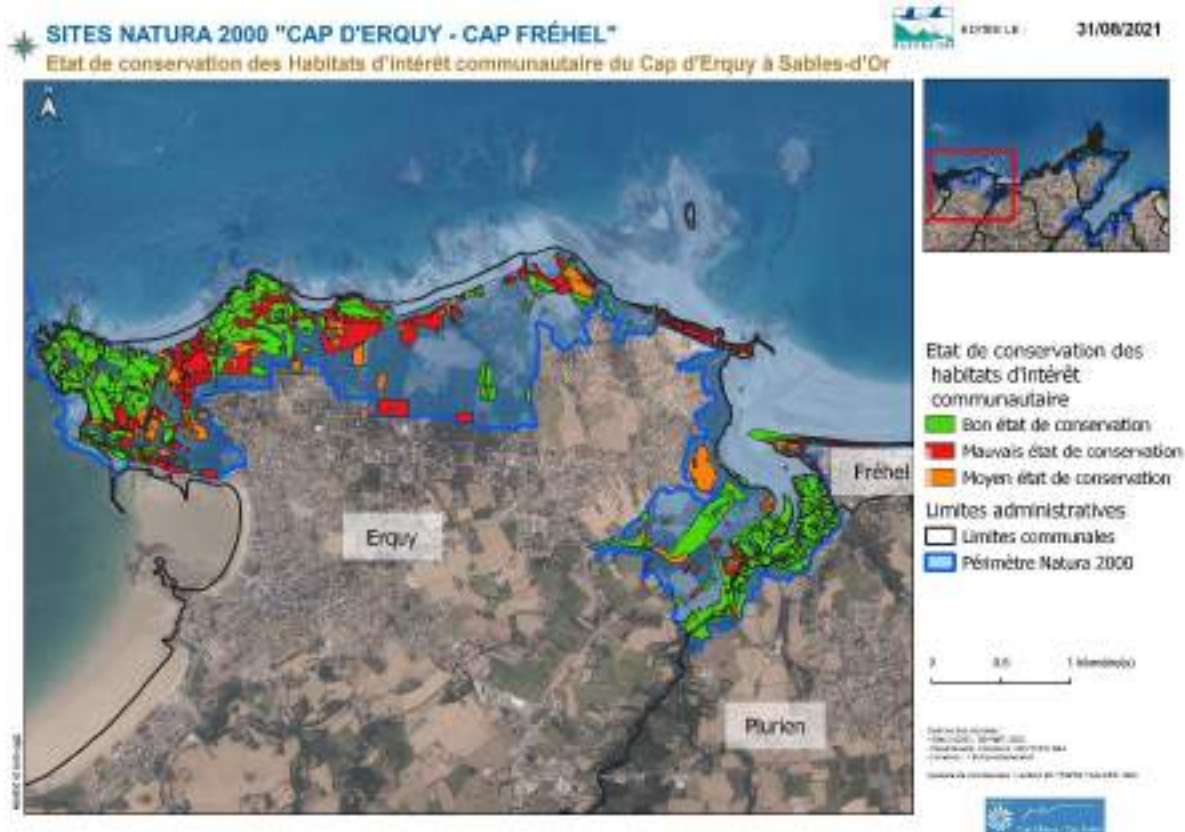 SITES NATURA 2000 "CAP D'ERQUY - CAP FRÉHEL"
Etat de conservation des Habitats d'intérêt communautaire du Cap d'Erquy à Sables-d'Or
31/08/2021
N
Erquy
Fréhel
Plurien
Etat de conservation des
habitats d'intérêt
communautaire
Bon état de conservation
Mauvais état de conservation
Moyen état de conservation
Limites administratives
Limites communales
Périmètre Natura 2000
0 0.5 1 kilomètre(s)